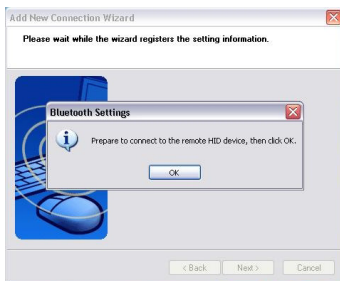 Add New Connection Wizard
Please wait while the wizard registers the setting information.
Bluetooth Settings
Prepare to connect to the remote HID device, then click OK.
OK
< Back
Next >
Cancel